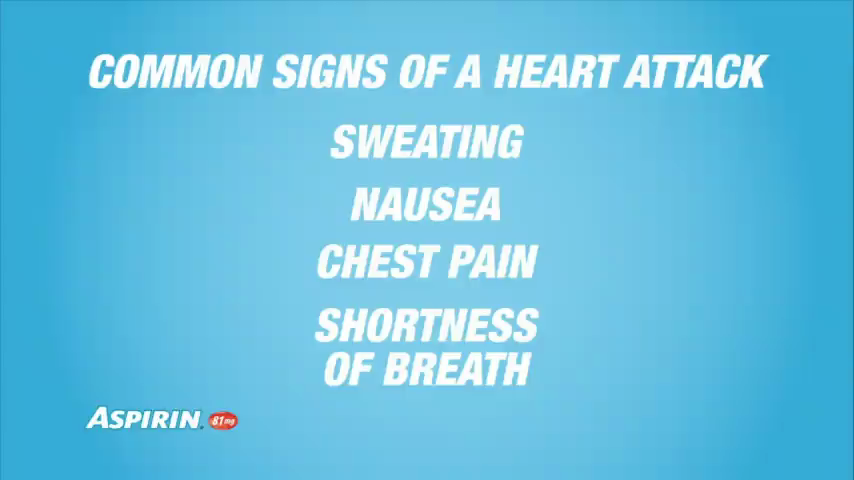 COMMON SIGNS OF A HEART ATTACK
SWEATING
NAUSEA
CHEST PAIN
SHORTNESS
OF BREATH
ASPIRIN. 81mg